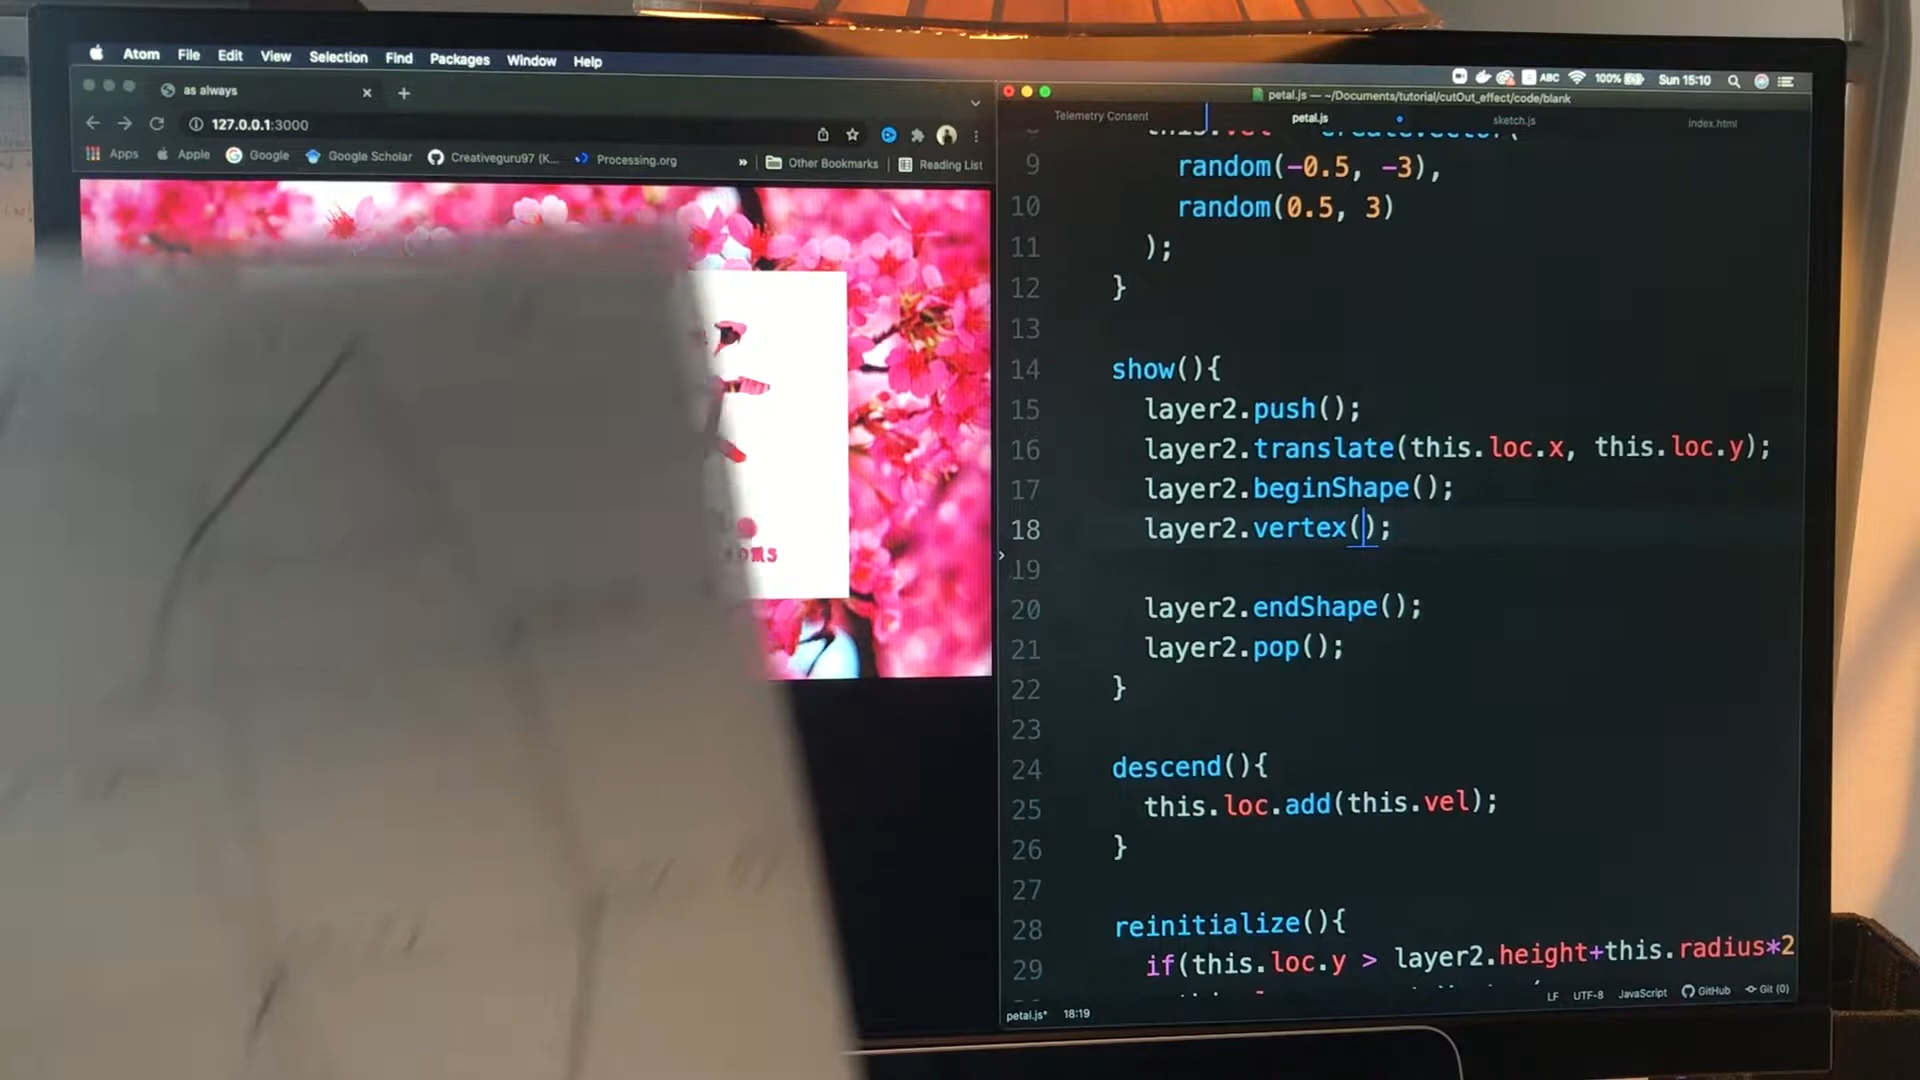 Atom File Edit View Selection Find Packages Window Help
ABC 100% Sun 15:10
as always
127.0.0.1:3000
Apps Apple Google Google Scholar Creativeguru97 (K... Processing.org » Other Bookmarks Reading List
petal.js — ~/Documents/tutorial/cutOut_effect/code/blank
Telemetry Consent petal.js sketch.js index.html
9 random(-0.5, -3),
10 random(0.5, 3)
11 );
12 }
13
14 show(){
15 layer2.push();
16 layer2.translate(this.loc.x, this.loc.y);
17 layer2.beginShape();
18 layer2.vertex();
19
20 layer2.endShape();
21 layer2.pop();
22 }
23
24 descend(){
25 this.loc.add(this.vel);
26 }
27
28 reinitialize(){
29 if(this.loc.y > layer2.height+this.radius*2
petal.js* 18:19 LF UTF-8 JavaScript GitHub Git (0)